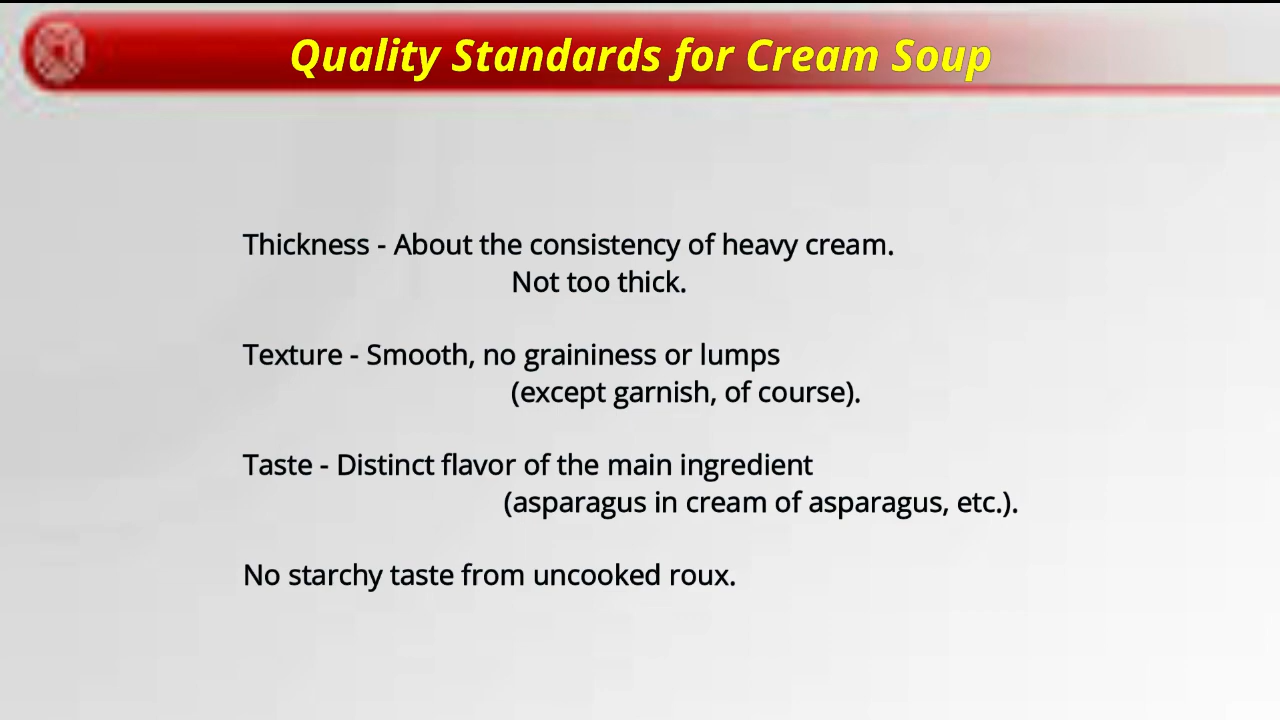 Quality Standards for Cream Soup
Thickness - About the consistency of heavy cream.
Not too thick.
Texture - Smooth, no graininess or lumps
(except garnish, of course).
Taste - Distinct flavor of the main ingredient
(asparagus in cream of asparagus, etc.).
No starchy taste from uncooked roux.